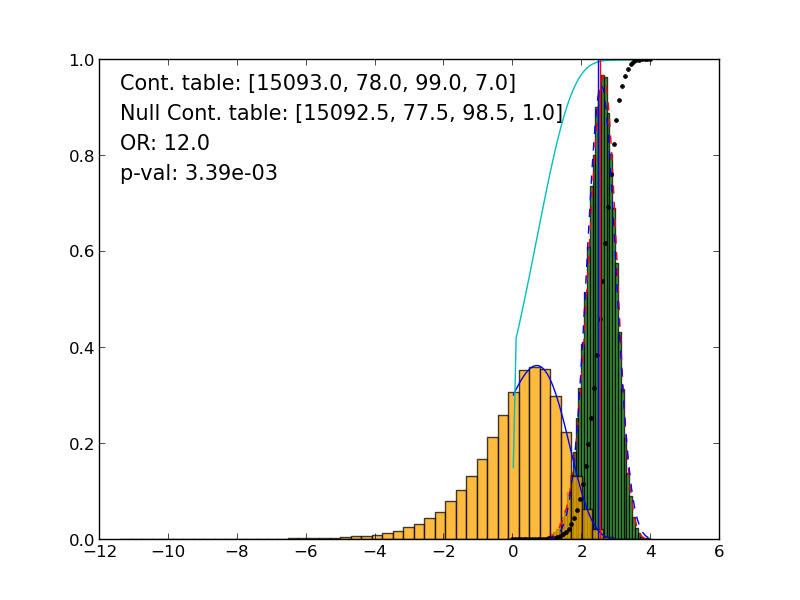 1.0
Cont. table: [15093.0, 78.0, 99.0, 7.0]
Null Cont. table: [15092.5, 77.5, 98.5, 1.0]
OR: 12.0
p-val: 3.39e-03
0.8
0.6
0.4
0.2
0.0
−12 −10 −8 −6 −4 −2 0 2 4 6